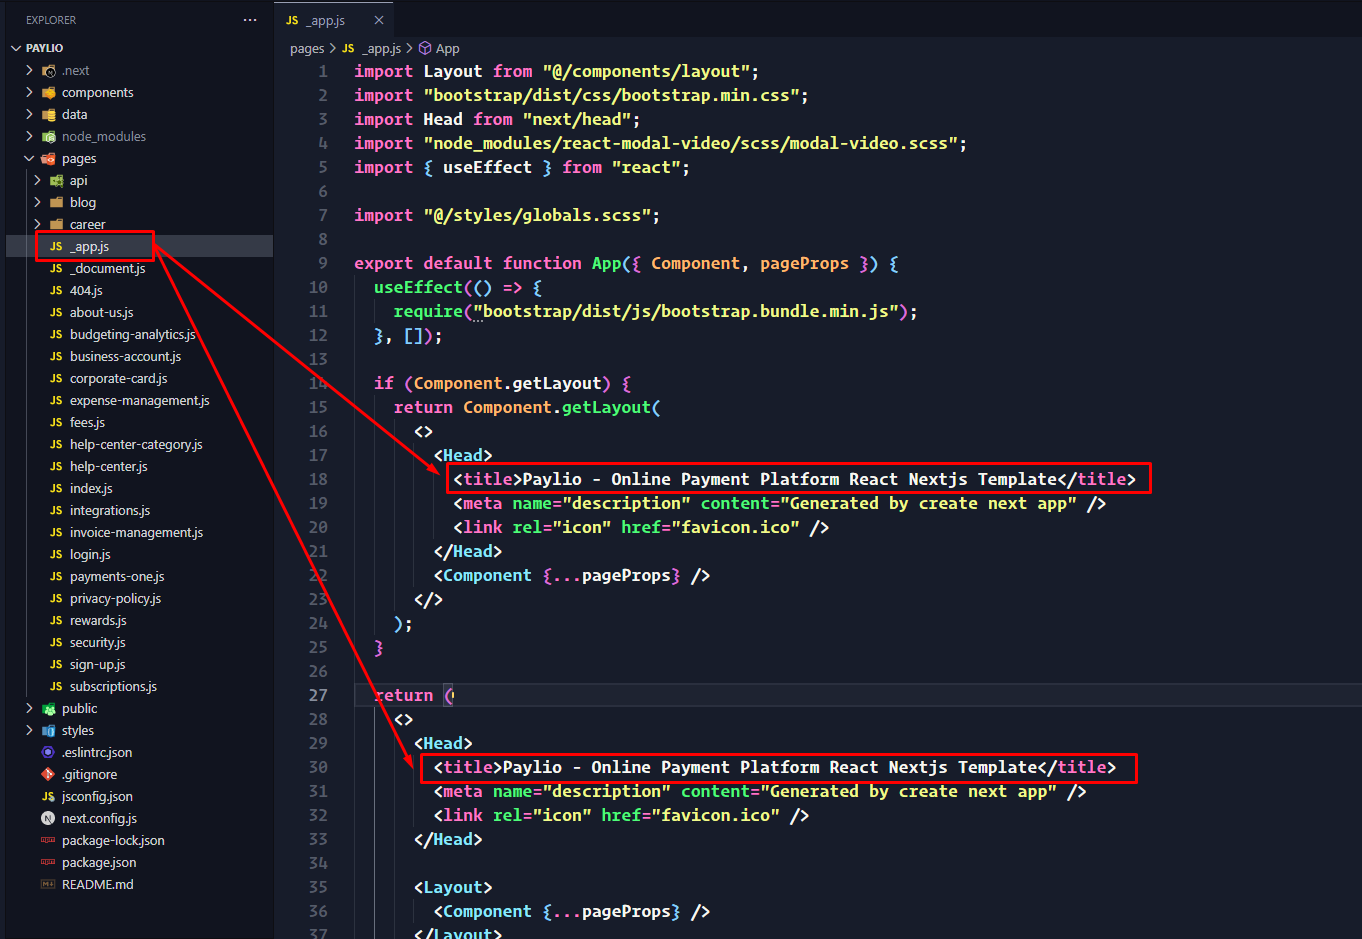 EXPLORER
PAYLIO
.next
components
data
node_modules
pages
api
blog
career
JS _app.js
JS _document.js
JS 404.js
JS about-us.js
JS budgeting-analytics.js
JS business-account.js
JS corporate-card.js
JS expense-management.js
JS fees.js
JS help-center-category.js
JS help-center.js
JS index.js
JS integrations.js
JS invoice-management.js
JS login.js
JS payments-one.js
JS privacy-policy.js
JS rewards.js
JS security.js
JS sign-up.js
JS subscriptions.js
public
styles
.eslintrc.json
.gitignore
JS jsconfig.json
N next.config.js
package-lock.json
package.json
README.md
JS _app.js
pages > JS _app.js > App
1 import Layout from "@/components/layout";
2 import "bootstrap/dist/css/bootstrap.min.css";
3 import Head from "next/head";
4 import "node_modules/react-modal-video/scss/modal-video.scss";
5 import { useEffect } from "react";
6
7 import "@/styles/globals.scss";
8
9 export default function App({ Component, pageProps }) {
10 useEffect(() => {
11 require("bootstrap/dist/js/bootstrap.bundle.min.js");
12 }, []);
13
14 if (Component.getLayout) {
15 return Component.getLayout(
16 <>
17 <Head>
18 <title>Paylio - Online Payment Platform React Nextjs Template</title>
19 <meta name="description" content="Generated by create next app" />
20 <link rel="icon" href="favicon.ico" />
21 </Head>
22 <Component {...pageProps} />
23 </>
24 );
25 }
26
27 return (
28 <>
29 <Head>
30 <title>Paylio - Online Payment Platform React Nextjs Template</title>
31 <meta name="description" content="Generated by create next app" />
32 <link rel="icon" href="favicon.ico" />
33 </Head>
34
35 <Layout>
36 <Component {...pageProps} />
37 </Layout>